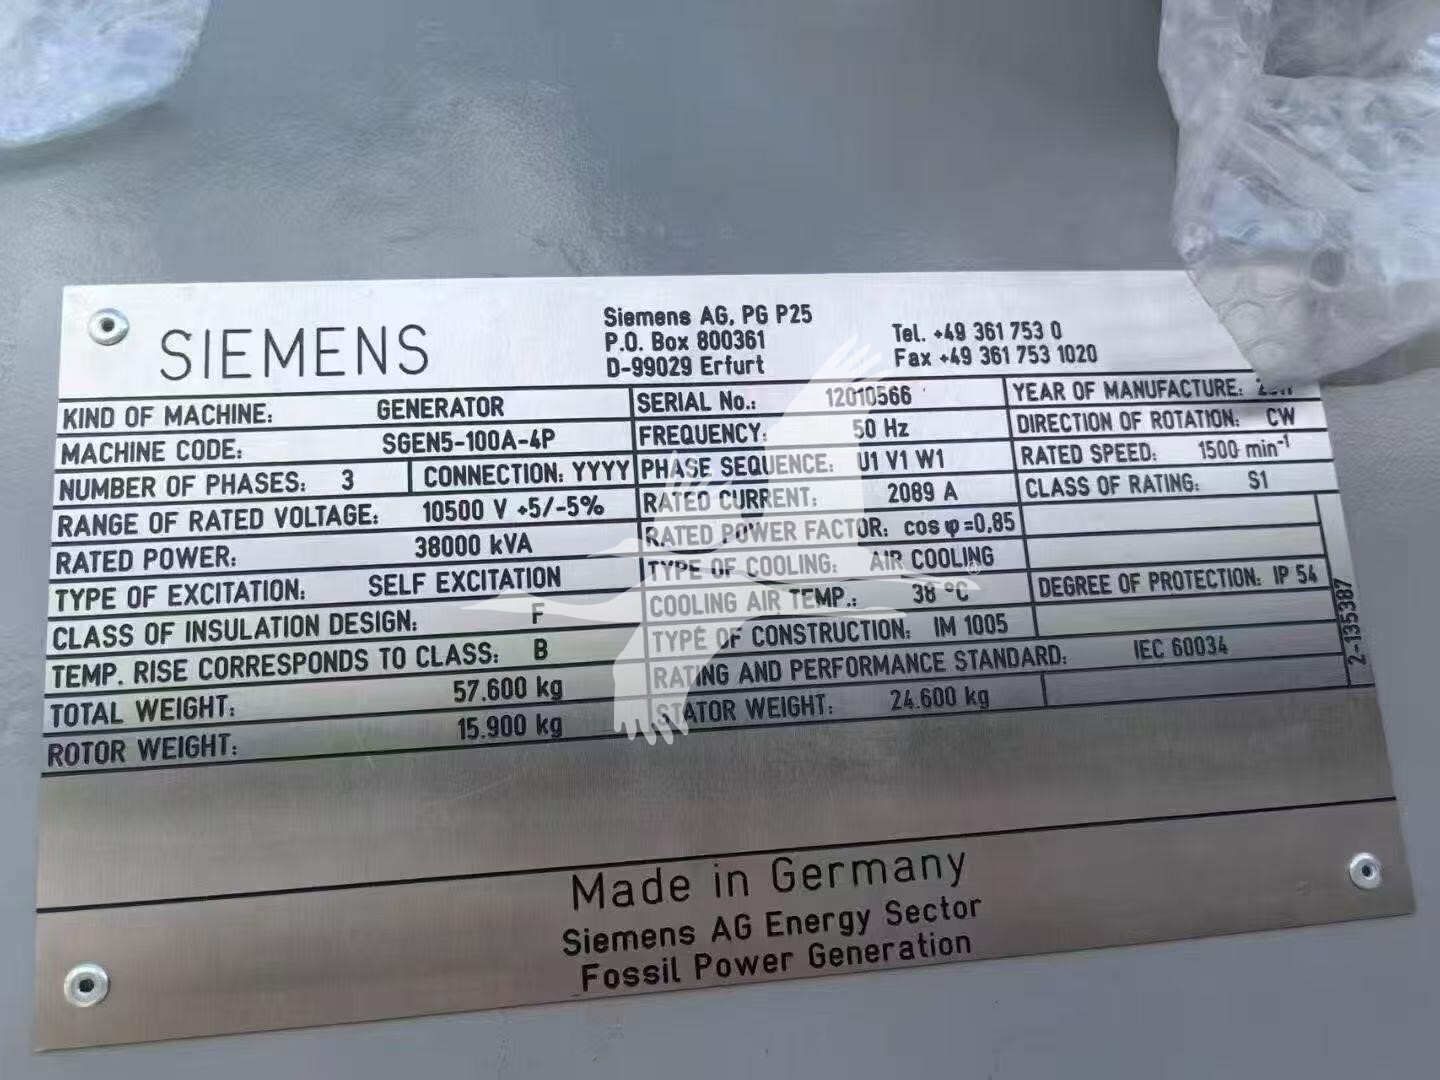 SIEMENS
Siemens AG, PG P25
P.O. Box 800361
D-99029 Erfurt
Tel. +49 361 753 0
Fax +49 361 753 1020
KIND OF MACHINE: GENERATOR SERIAL No.: 12010566 YEAR OF MANUFACTURE:
MACHINE CODE: SGEN5-100A-4P FREQUENCY: 50 Hz DIRECTION OF ROTATION: CW
NUMBER OF PHASES: 3 CONNECTION: YYYY PHASE SEQUENCE: U1 V1 W1 RATED SPEED: 1500 min⁻¹
RANGE OF RATED VOLTAGE: 10500 V +5/-5% RATED CURRENT: 2089 A CLASS OF RATING: S1
RATED POWER: 38000 kVA RATED POWER FACTOR: cos φ=0,85
TYPE OF EXCITATION: SELF EXCITATION TYPE OF COOLING: AIR COOLING
CLASS OF INSULATION DESIGN: F COOLING AIR TEMP.: 38 °C DEGREE OF PROTECTION: IP 54
TEMP. RISE CORRESPONDS TO CLASS: B TYPE OF CONSTRUCTION: IM 1005
TOTAL WEIGHT: 57.600 kg RATING AND PERFORMANCE STANDARD: IEC 60034
ROTOR WEIGHT: 15.900 kg STATOR WEIGHT: 24.600 kg
2-135387
Made in Germany
Siemens AG Energy Sector
Fossil Power Generation